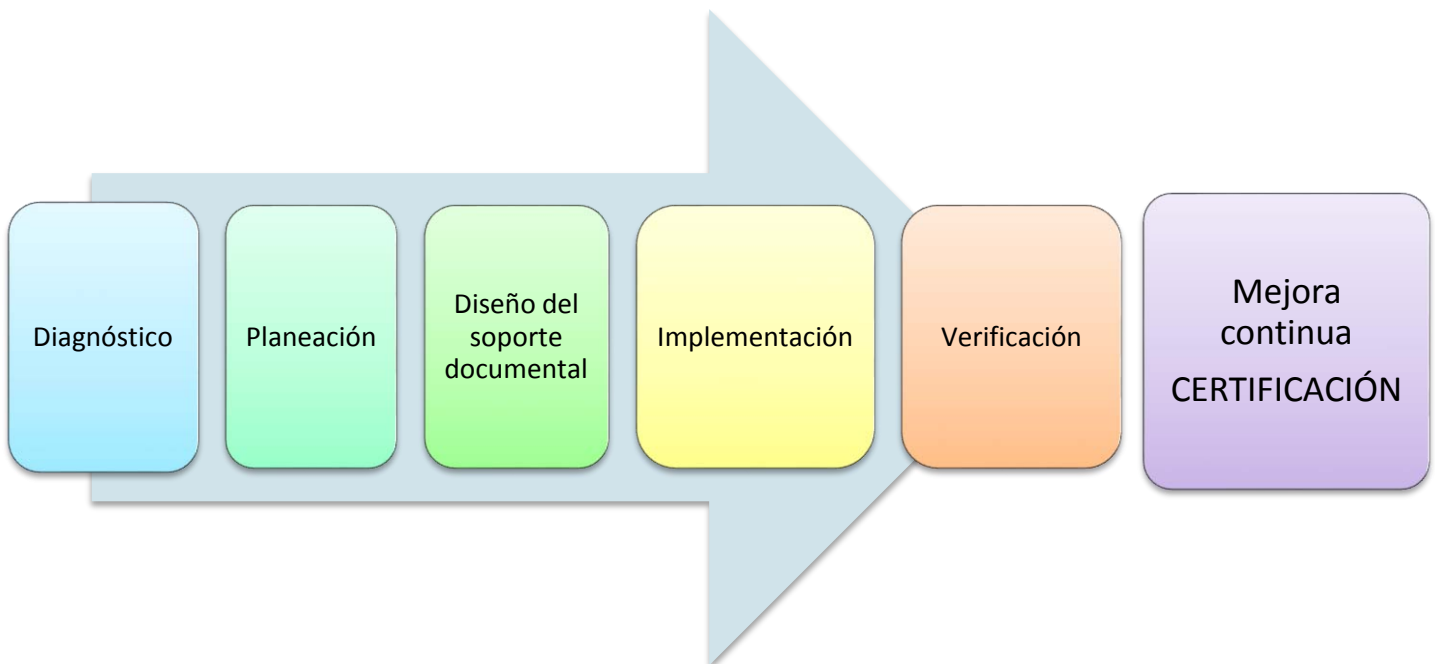 Diagnóstico
Planeación
Diseño del
soporte
documental
Implementación
Verificación
Mejora
continua
CERTIFICACIÓN